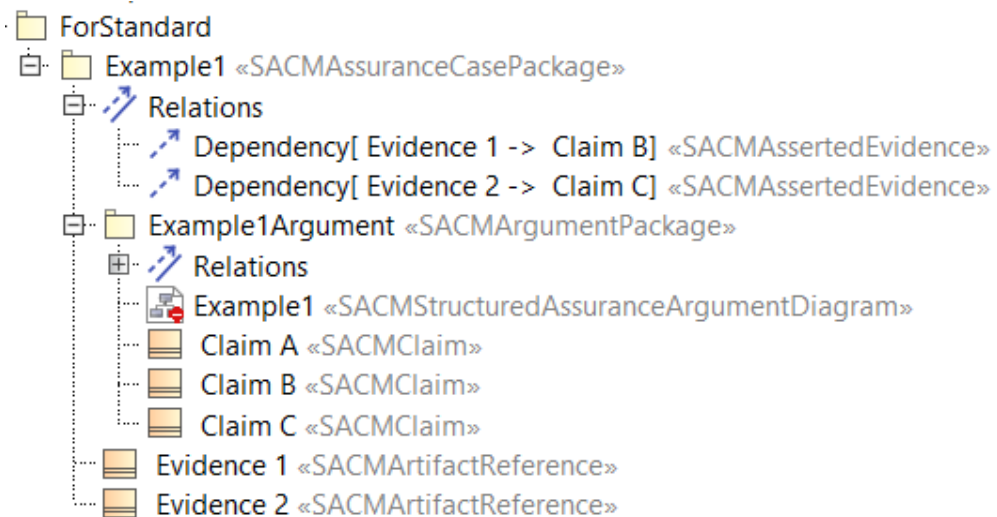 ForStandard
Example1 «SACMAssuranceCasePackage»
Relations
Dependency[ Evidence 1 -> Claim B] «SACMAssertedEvidence»
Dependency[ Evidence 2 -> Claim C] «SACMAssertedEvidence»
Example1Argument «SACMArgumentPackage»
Relations
Example1 «SACMStructuredAssuranceArgumentDiagram»
Claim A «SACMClaim»
Claim B «SACMClaim»
Claim C «SACMClaim»
Evidence 1 «SACMArtifactReference»
Evidence 2 «SACMArtifactReference»